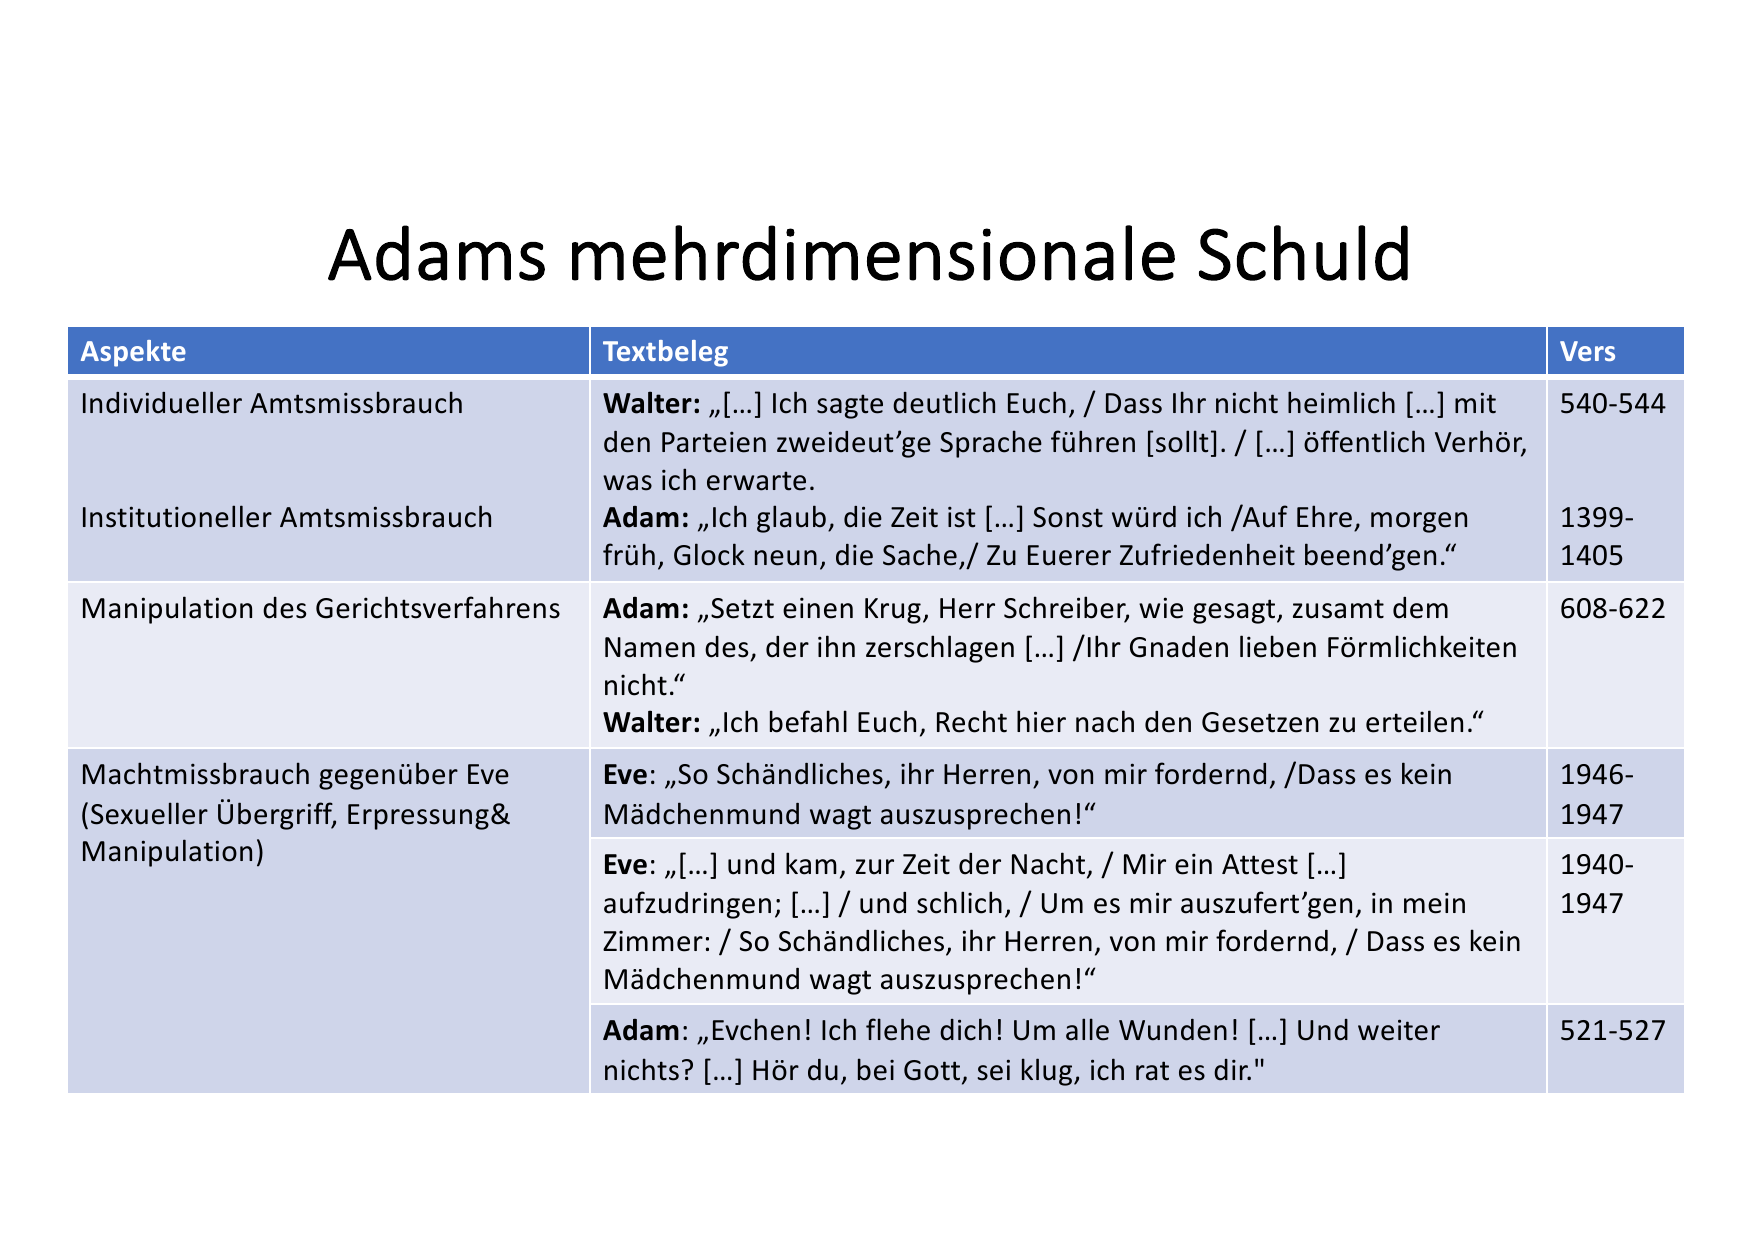 Adams mehrdimensionale Schuld
Aspekte
Textbeleg
Vers
Individueller Amtsmissbrauch
Walter: „[…] Ich sagte deutlich Euch, / Dass Ihr nicht heimlich […] mit
den Parteien zweideut’ge Sprache führen [sollt]. / […] öffentlich Verhör,
was ich erwarte.
540-544
Institutioneller Amtsmissbrauch
Adam: „Ich glaub, die Zeit ist […] Sonst würd ich /Auf Ehre, morgen
früh, Glock neun, die Sache,/ Zu Euerer Zufriedenheit beend’gen.“
1399-
1405
Manipulation des Gerichtsverfahrens
Adam: „Setzt einen Krug, Herr Schreiber, wie gesagt, zusamt dem
Namen des, der ihn zerschlagen […] /Ihr Gnaden lieben Förmlichkeiten
nicht.“
Walter: „Ich befahl Euch, Recht hier nach den Gesetzen zu erteilen.“
608-622
Machtmissbrauch gegenüber Eve
(Sexueller Übergriff, Erpressung&
Manipulation)
Eve: „So Schändliches, ihr Herren, von mir fordernd, /Dass es kein
Mädchenmund wagt auszusprechen!“
1946-
1947
Eve: „[…] und kam, zur Zeit der Nacht, / Mir ein Attest […]
aufzudringen; […] / und schlich, / Um es mir auszufert’gen, in mein
Zimmer: / So Schändliches, ihr Herren, von mir fordernd, / Dass es kein
Mädchenmund wagt auszusprechen!“
1940-
1947
Adam: „Evchen! Ich flehe dich! Um alle Wunden! […] Und weiter
nichts? […] Hör du, bei Gott, sei klug, ich rat es dir."
521-527